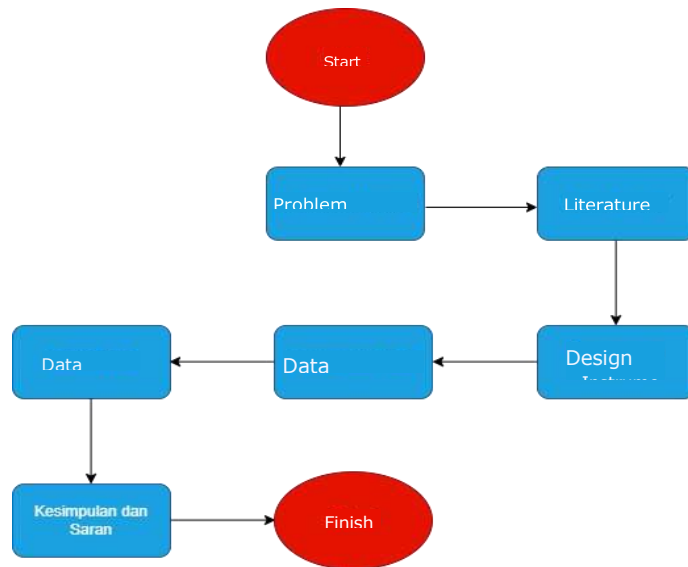 Start
Problem
Literature
Design
Data
Data
Kesimpulan dan
Saran
Finish